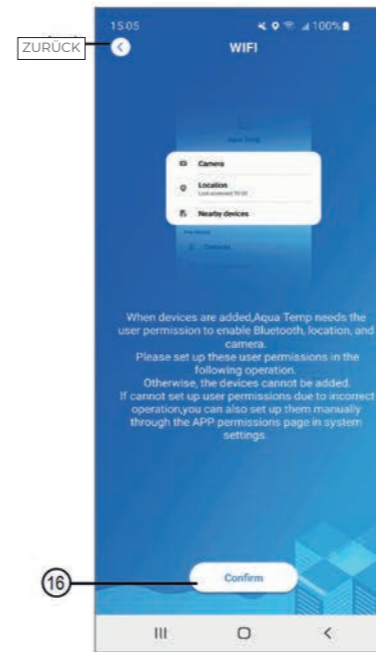 15:05
100%
ZURÜCK
WIFI
Aqua Temp
Camera
Location
Nearby devices
When devices are added,Aqua Temp needs the
user permission to enable Bluetooth, location, and
camera.
Please set up these user permissions in the
following operation.
Otherwise, the devices cannot be added.
If cannot set up user permissions due to incorrect
operation,you can also set up them manually
through the APP permissions page in system
settings.
16
Confirm